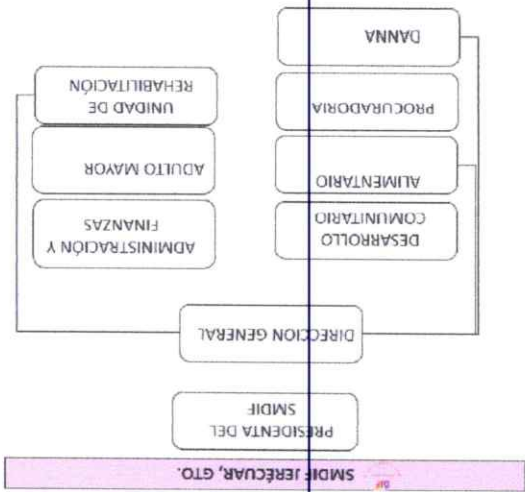 SMDIF JERÉCUAR, GTO.
PRESIDENTA DEL
SMDIF
DIRECCION GENERAL
DESARROLLO
COMUNITARIO
ALIMENTARIO
PROCURADORIA
DANNA
ADMINISTRACIÓN Y
FINANZAS
ADULTO MAYOR
UNIDAD DE
REHABILITACIÓN